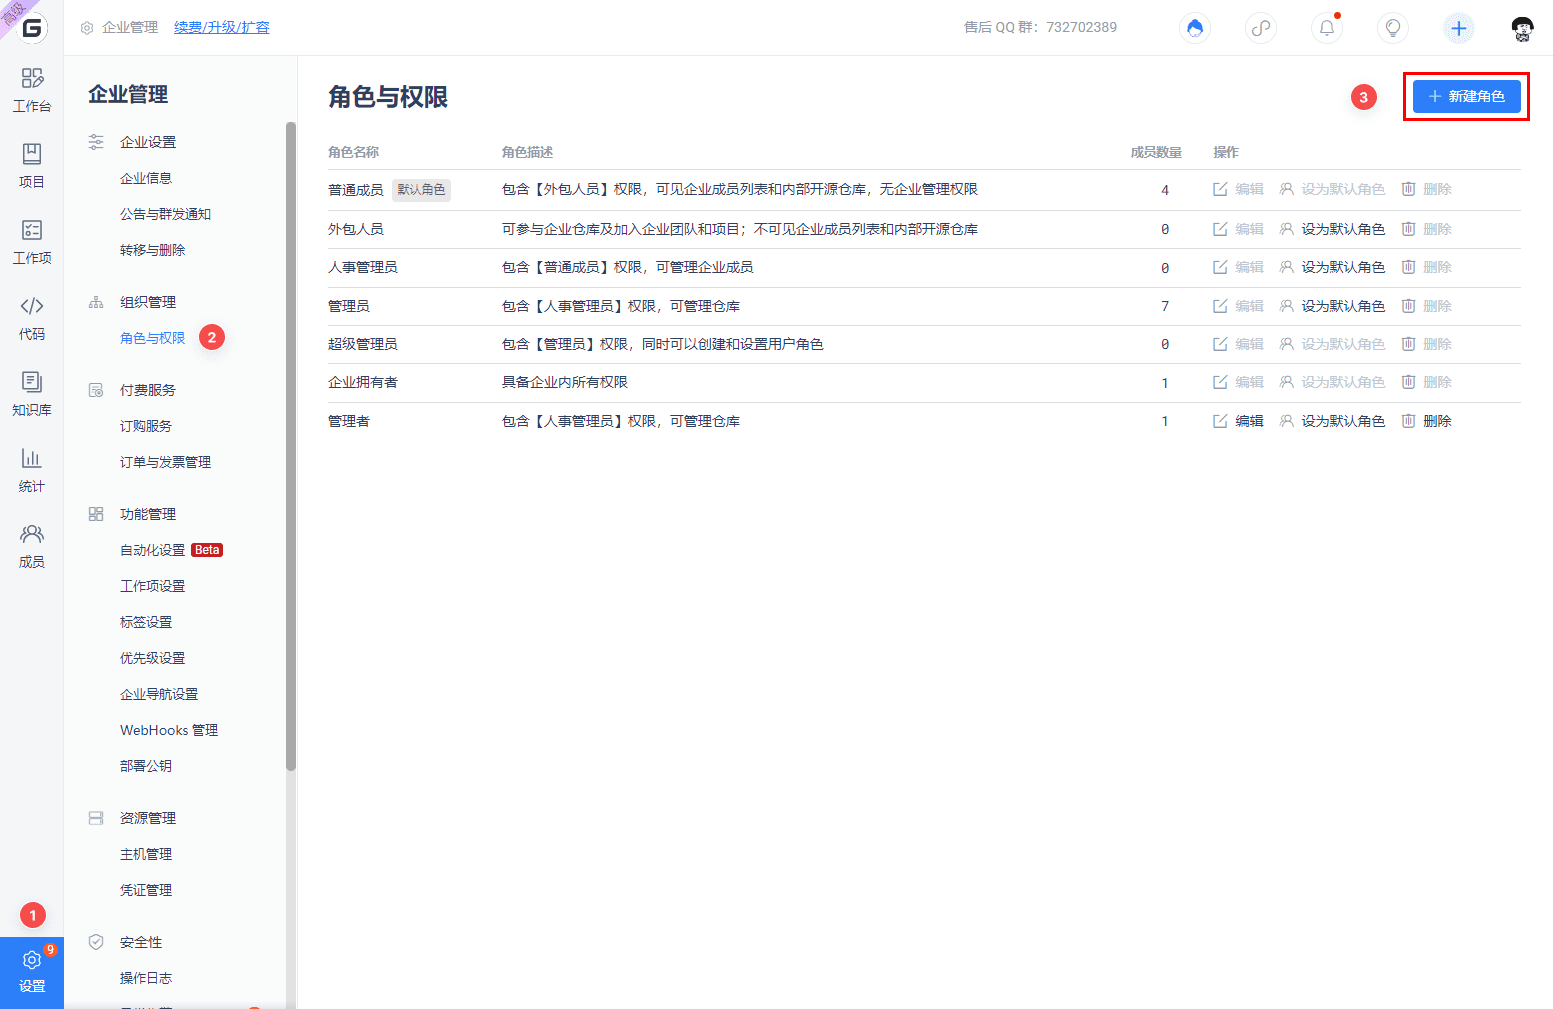 高级
企业管理 续费/升级/扩容
售后 QQ 群：732702389
工作台
项目
工作项
代码
知识库
统计
成员
1
9
设置
企业管理
企业设置
企业信息
公告与群发通知
转移与删除
组织管理
角色与权限 2
付费服务
订购服务
订单与发票管理
功能管理
自动化设置 Beta
工作项设置
标签设置
优先级设置
企业导航设置
WebHooks 管理
部署公钥
资源管理
主机管理
凭证管理
安全性
操作日志
角色与权限
3
新建角色
角色名称 角色描述 成员数量 操作
普通成员 默认角色 包含【外包人员】权限，可见企业成员列表和内部开源仓库，无企业管理权限 4 编辑 设为默认角色 删除
外包人员 可参与企业仓库及加入企业团队和项目；不可见企业成员列表和内部开源仓库 0 编辑 设为默认角色 删除
人事管理员 包含【普通成员】权限，可管理企业成员 0 编辑 设为默认角色 删除
管理员 包含【人事管理员】权限，可管理仓库 7 编辑 设为默认角色 删除
超级管理员 包含【管理员】权限，同时可以创建和设置用户角色 0 编辑 设为默认角色 删除
企业拥有者 具备企业内所有权限 1 编辑 设为默认角色 删除
管理者 包含【人事管理员】权限，可管理仓库 1 编辑 设为默认角色 删除